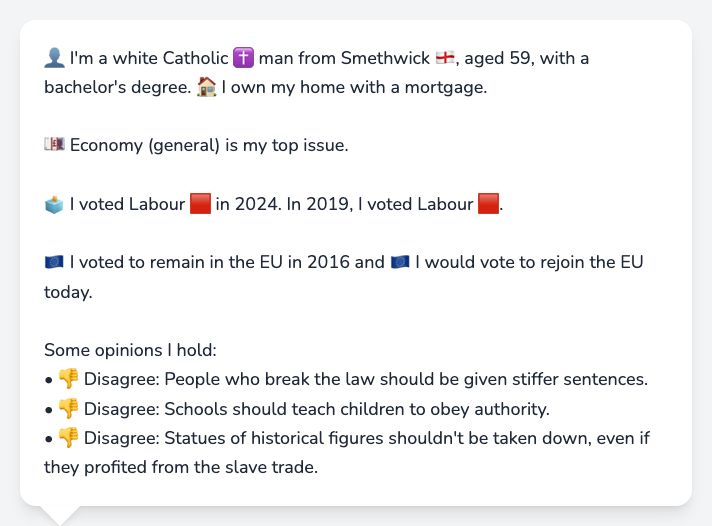 👤 I'm a white Catholic ✝️ man from Smethwick 🏴󠁧󠁢󠁥󠁮󠁧󠁿, aged 59, with a
bachelor's degree. 🏠 I own my home with a mortgage.
💷 Economy (general) is my top issue.
🗳️ I voted Labour 🟥 in 2024. In 2019, I voted Labour 🟥.
🇪🇺 I voted to remain in the EU in 2016 and 🇪🇺 I would vote to rejoin the EU
today.
Some opinions I hold:
• 👎 Disagree: People who break the law should be given stiffer sentences.
• 👎 Disagree: Schools should teach children to obey authority.
• 👎 Disagree: Statues of historical figures shouldn't be taken down, even if
they profited from the slave trade.